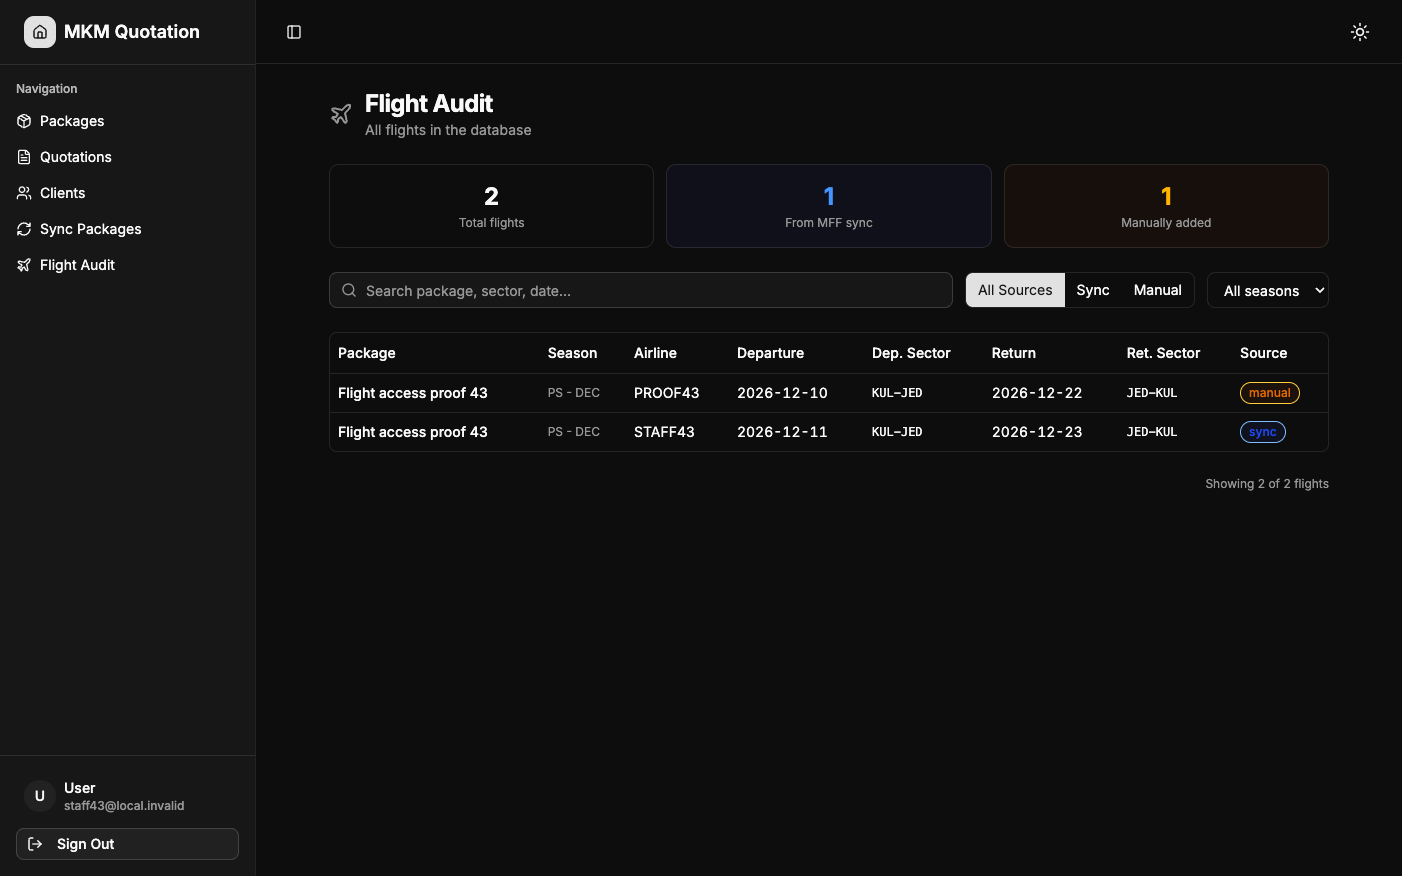 MKM Quotation
Navigation
Packages
Quotations
Clients
Sync Packages
Flight Audit
Flight Audit
All flights in the database
2
Total flights
1
From MFF sync
1
Manually added
Search package, sector, date...
All Sources Sync Manual
All seasons
Package Season Airline Departure Dep. Sector Return Ret. Sector Source
Flight access proof 43 PS - DEC PROOF43 2026-12-10 KUL–JED 2026-12-22 JED–KUL manual
Flight access proof 43 PS - DEC STAFF43 2026-12-11 KUL–JED 2026-12-23 JED–KUL sync
Showing 2 of 2 flights
U
User
staff43@local.invalid
Sign Out